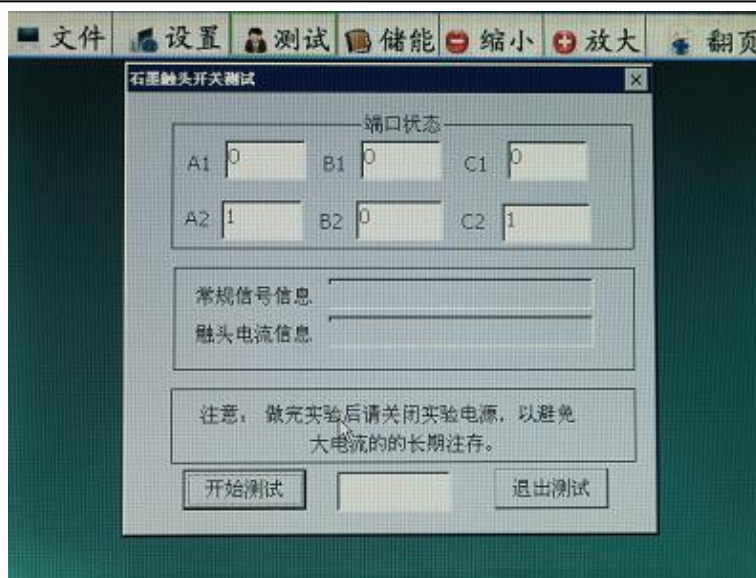 文件 设置 测试 储能 缩小 放大 翻页
石墨触头开关测试
端口状态
A1 0 B1 0 C1 0
A2 1 B2 0 C2 1
常规信号信息
触头电流信息
注意：做完实验后请关闭实验电源，以避免
大电流的的长期注存。
开始测试 退出测试